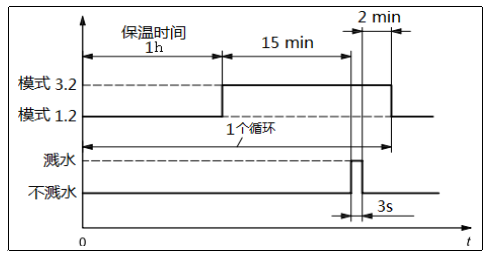 2 min
保温时间
1h
15 min
模式 3.2
模式 1.2
1个循环
溅水
不溅水
3s
0
t